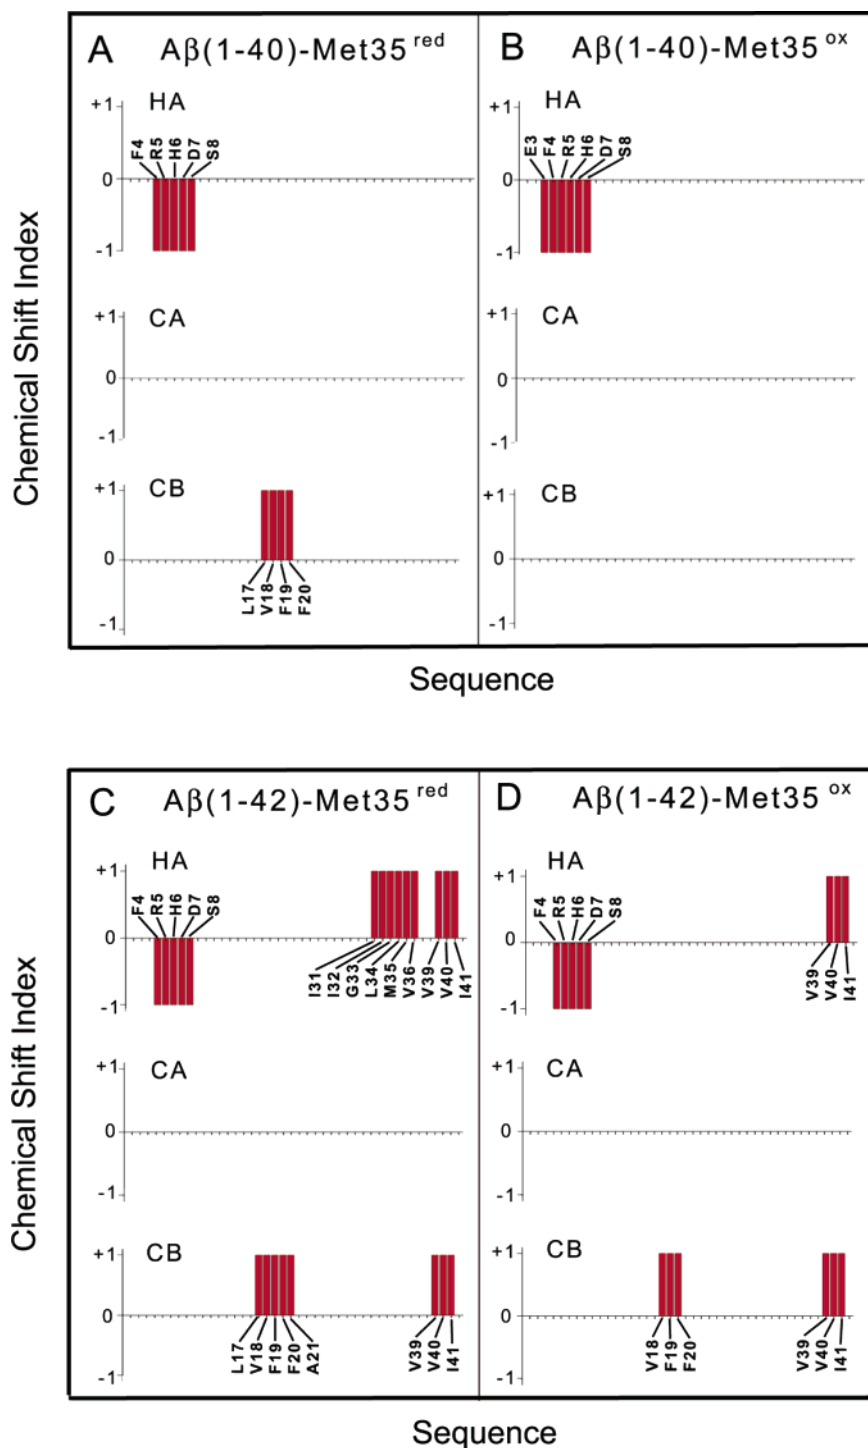 A Aβ(1-40)-Met35 red
HA
+1
F4 R5 H6 D7 S8
0
-1
CA
+1
0
-1
CB
+1
0
L17 V18 F19 F20
-1
B Aβ(1-40)-Met35 ox
HA
+1
E3 F4 R5 H6 D7 S8
0
-1
CA
+1
0
-1
CB
+1
0
-1
Chemical Shift Index
Sequence
C Aβ(1-42)-Met35 red
HA
+1
F4 R5 H6 D7 S8
0
I31 I32 G33 L34 M35 V36 V39 V40 I41
-1
CA
+1
0
-1
CB
+1
0
L17 V18 F19 F20 A21 V39 V40 I41
-1
D Aβ(1-42)-Met35 ox
HA
+1
F4 R5 H6 D7 S8
0
V39 V40 I41
-1
CA
+1
0
-1
CB
+1
0
V18 F19 F20 V39 V40 I41
-1
Chemical Shift Index
Sequence